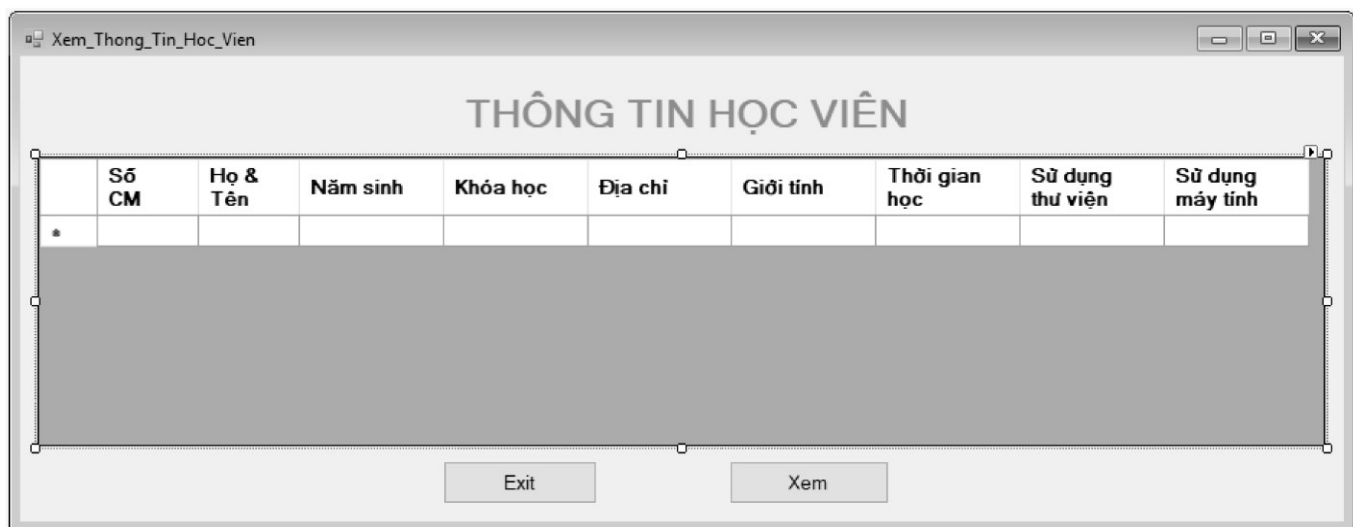 Xem_Thong_Tin_Hoc_Vien
THÔNG TIN HỌC VIÊN
Số CM
Họ & Tên
Năm sinh
Khóa học
Địa chỉ
Giới tính
Thời gian học
Sử dụng thư viện
Sử dụng máy tính
Exit
Xem